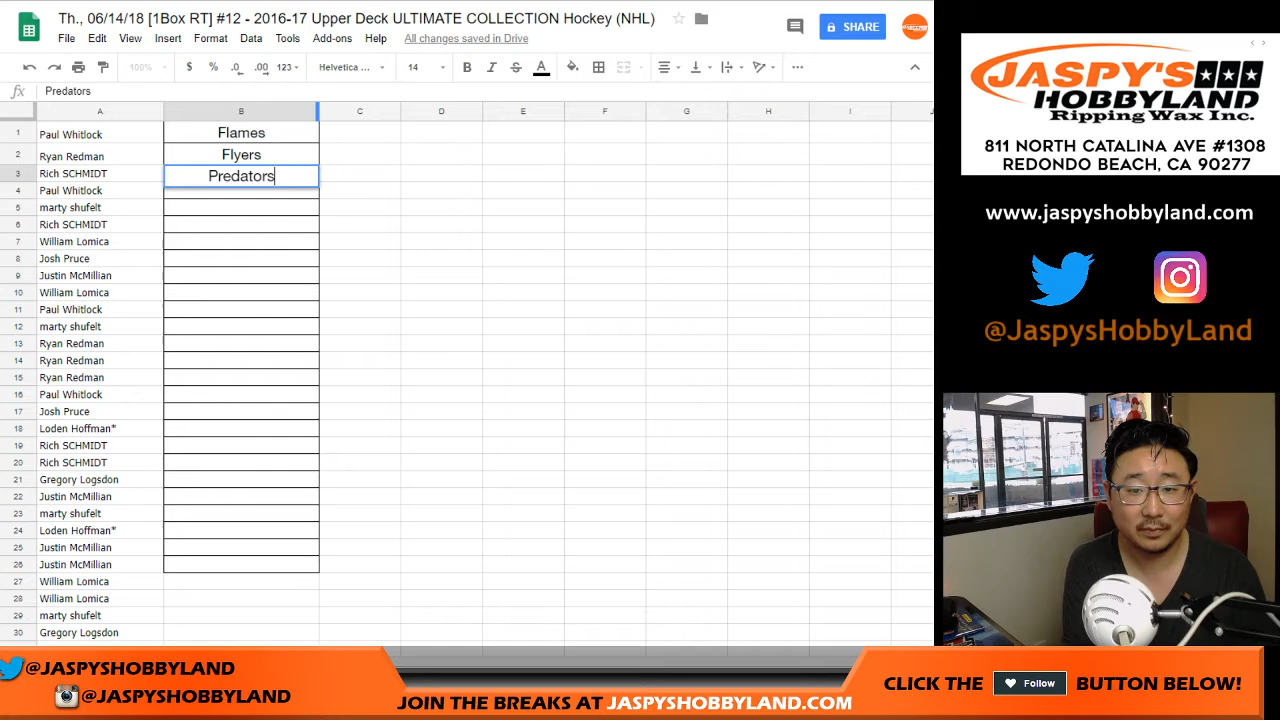 Th., 06/14/18 [1Box RT] #12 - 2016-17 Upper Deck ULTIMATE COLLECTION Hockey (NHL)
File Edit View Insert Format Data Tools Add-ons Help All changes saved in Drive
SHARE
100% $ % .0 .00 123 Helvetica ... 14 B I S A
fx Predators
A B C D E F G H I
1 Paul Whitlock Flames
2 Ryan Redman Flyers
3 Rich SCHMIDT Predators
4 Paul Whitlock
5 marty shufelt
6 Rich SCHMIDT
7 William Lomica
8 Josh Pruce
9 Justin McMillian
10 William Lomica
11 Paul Whitlock
12 marty shufelt
13 Ryan Redman
14 Ryan Redman
15 Ryan Redman
16 Paul Whitlock
17 Josh Pruce
18 Loden Hoffman*
19 Rich SCHMIDT
20 Rich SCHMIDT
21 Gregory Logsdon
22 Justin McMillian
23 marty shufelt
24 Loden Hoffman*
25 Justin McMillian
26 Justin McMillian
27 William Lomica
28 William Lomica
29 marty shufelt
30 Gregory Logsdon
JASPY'S
HOBBYLAND
Ripping Wax Inc.
811 NORTH CATALINA AVE #1308
REDONDO BEACH, CA 90277
www.jaspyshobbyland.com
@JaspysHobbyLand
@JASPYSHOBBYLAND
@JASPYSHOBBYLAND
JOIN THE BREAKS AT JASPYSHOBBYLAND.COM
CLICK THE Follow BUTTON BELOW!